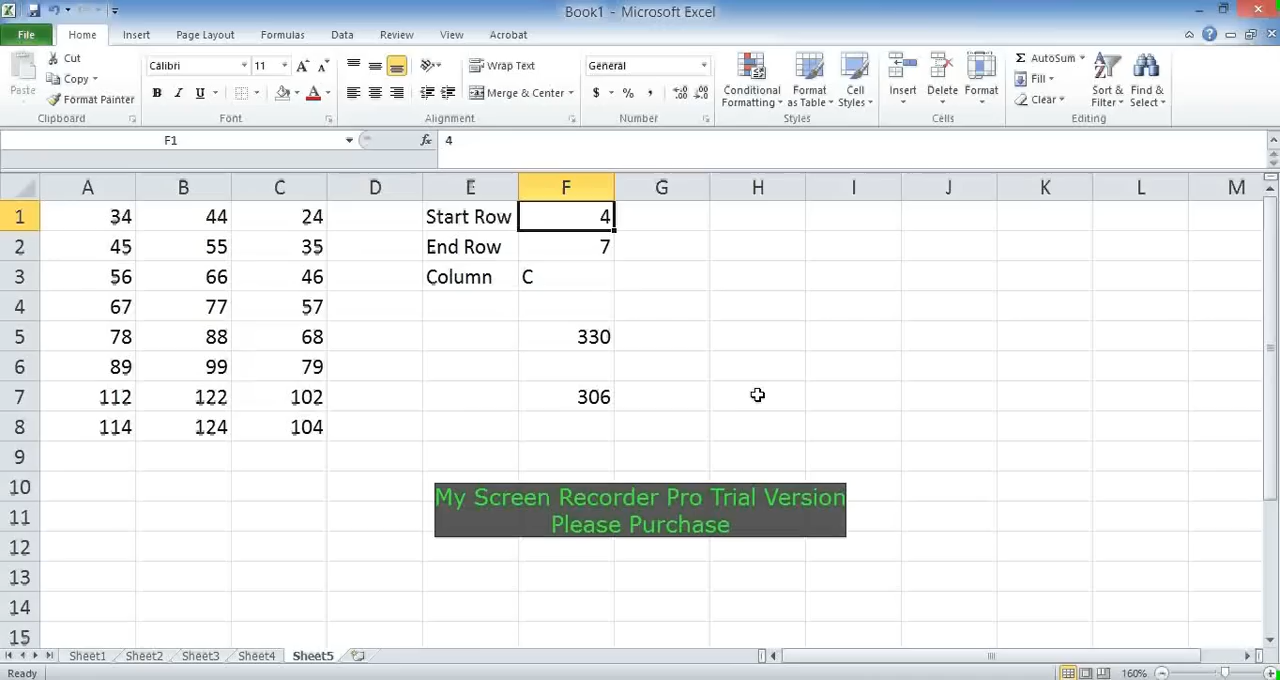 Book1 - Microsoft Excel
File Home Insert Page Layout Formulas Data Review View Acrobat
Paste
Cut
Copy
Format Painter
Clipboard
Calibri 11
B I U
Font
Wrap Text
Merge & Center
Alignment
General
$ % ,
Number
Conditional Formatting
Format as Table
Cell Styles
Styles
Insert Delete Format
Cells
Σ AutoSum
Fill
Clear
Sort & Filter
Find & Select
Editing
F1 fx 4
A B C D E F G H I J K L M
1 34 44 24 Start Row 4
2 45 55 35 End Row 7
3 56 66 46 Column C
4 67 77 57
5 78 88 68 330
6 89 99 79
7 112 122 102 306
8 114 124 104
9
10
11
12
13
14
15
My Screen Recorder Pro Trial Version
Please Purchase
Sheet1 Sheet2 Sheet3 Sheet4 Sheet5
Ready 160%